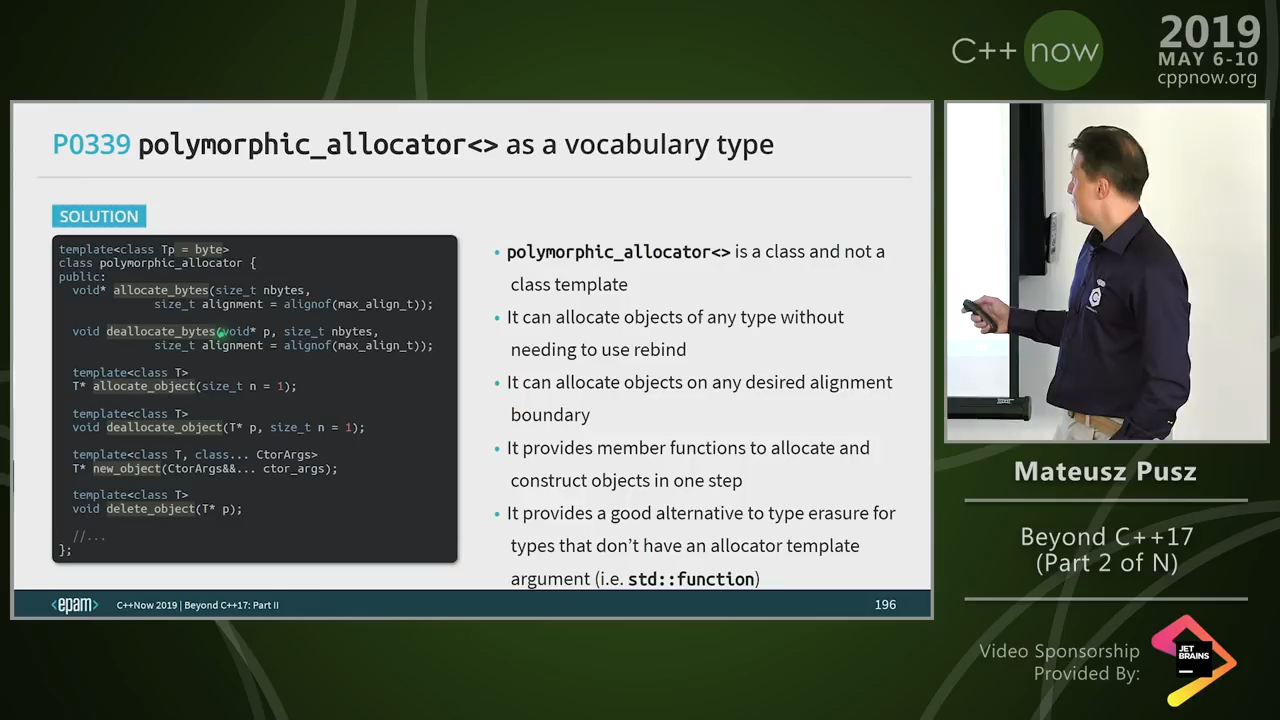 C++ now
2019
MAY 6-10
cppnow.org
P0339 polymorphic_allocator<> as a vocabulary type
SOLUTION
template<class Tp = byte>
class polymorphic_allocator {
public:
void* allocate_bytes(size_t nbytes,
size_t alignment = alignof(max_align_t));
void deallocate_bytes(void* p, size_t nbytes,
size_t alignment = alignof(max_align_t));
template<class T>
T* allocate_object(size_t n = 1);
template<class T>
void deallocate_object(T* p, size_t n = 1);
template<class T, class... CtorArgs>
T* new_object(CtorArgs&&... ctor_args);
template<class T>
void delete_object(T* p);
//...
};
• polymorphic_allocator<> is a class and not a
class template
• It can allocate objects of any type without
needing to use rebind
• It can allocate objects on any desired alignment
boundary
• It provides member functions to allocate and
construct objects in one step
• It provides a good alternative to type erasure for
types that don't have an allocator template
argument (i.e. std::function)
<epam>
C++Now 2019 | Beyond C++17: Part II
196
Mateusz Pusz
Beyond C++17
(Part 2 of N)
Video Sponsorship
Provided By:
JET
BRAINS